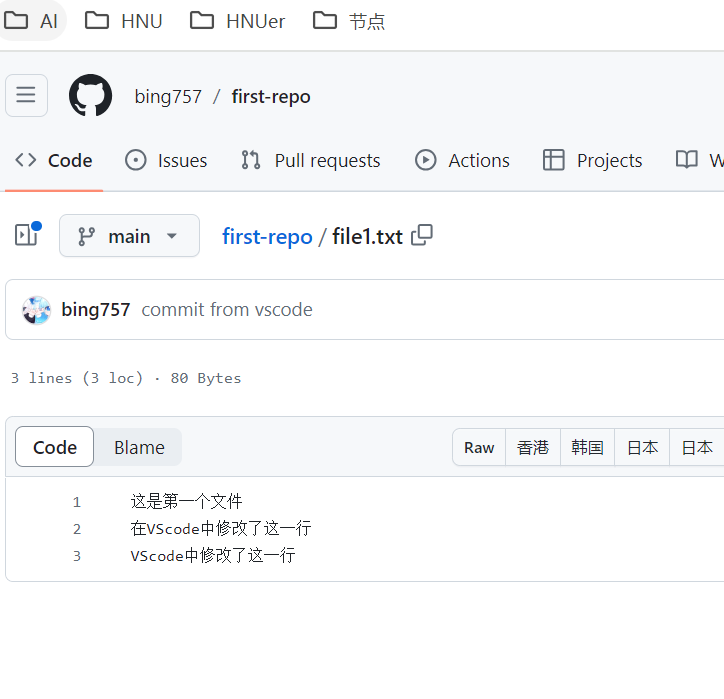 AI HNU HNUer 节点
bing757 / first-repo
Code Issues Pull requests Actions Projects W
main first-repo / file1.txt
bing757 commit from vscode
3 lines (3 loc) · 80 Bytes
Code Blame Raw 香港 韩国 日本 日本
1 这是第一个文件
2 在VScode中修改了这一行
3 VScode中修改了这一行